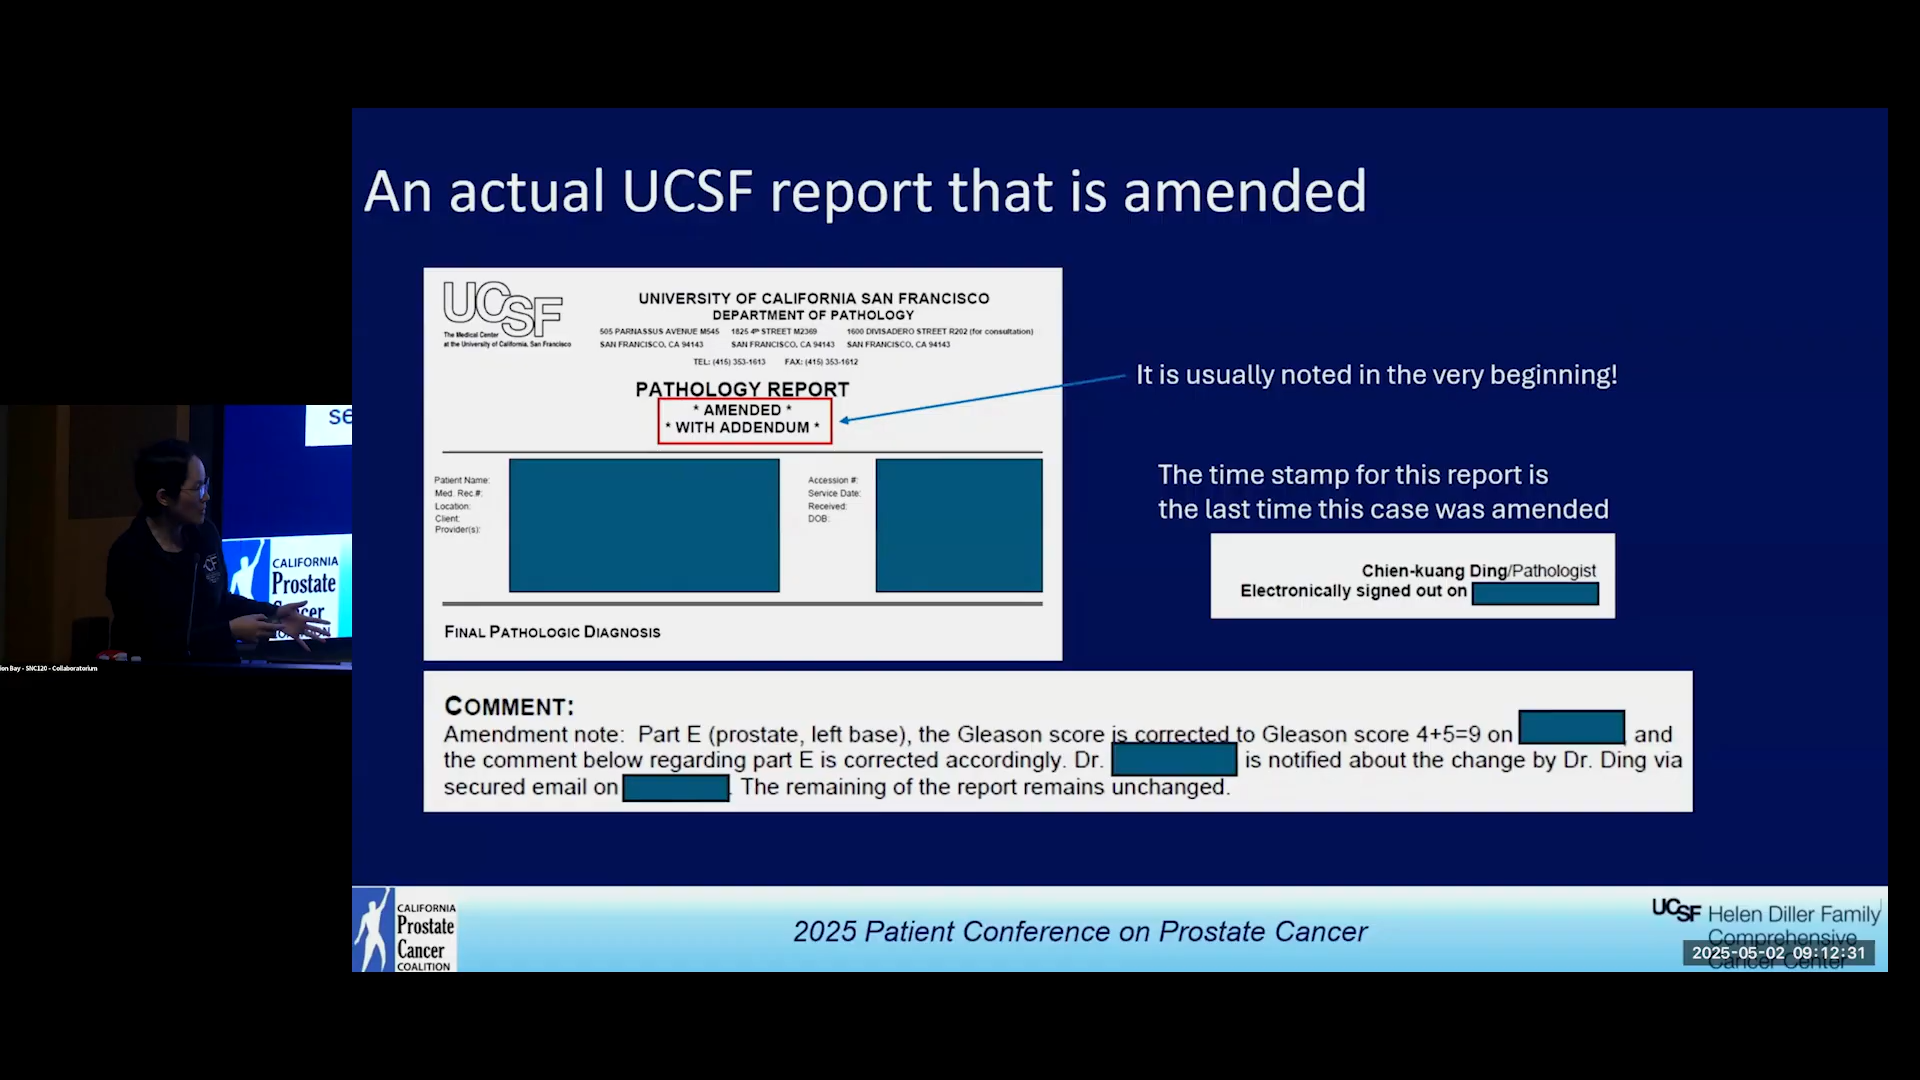 An actual UCSF report that is amended
UCSF
The Medical Center
at the University of California, San Francisco
UNIVERSITY OF CALIFORNIA SAN FRANCISCO
DEPARTMENT OF PATHOLOGY
505 PARNASSUS AVENUE M545 1825 4TH STREET M2369 1600 DIVISADERO STREET R202 (for consultation)
SAN FRANCISCO, CA 94143 SAN FRANCISCO, CA 94143 SAN FRANCISCO, CA 94143
TEL: (415) 353-1613 FAX: (415) 353-1612
PATHOLOGY REPORT
* AMENDED *
* WITH ADDENDUM *
Patient Name:
Med. Rec.#:
Location:
Client:
Provider(s):
Accession #:
Service Date:
Received:
DOB:
FINAL PATHOLOGIC DIAGNOSIS
It is usually noted in the very beginning!
The time stamp for this report is
the last time this case was amended
Chien-kuang Ding/Pathologist
Electronically signed out on
COMMENT:
Amendment note: Part E (prostate, left base), the Gleason score is corrected to Gleason score 4+5=9 on , and
the comment below regarding part E is corrected accordingly. Dr. is notified about the change by Dr. Ding via
secured email on . The remaining of the report remains unchanged.
se
CALIFORNIA
Prostate
Cancer
ion Bay - SNC120 - Collaboratorium
CALIFORNIA
Prostate
Cancer
COALITION
2025 Patient Conference on Prostate Cancer
UCSF Helen Diller Family
Comprehensive
Cancer Center
2025-05-02 09:12:31